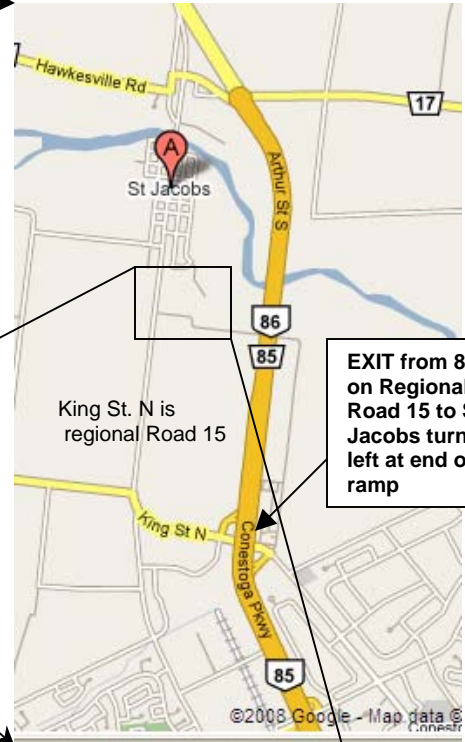 Hawkesville Rd
17
A
St Jacobs
Arthur St S
86
85
EXIT from 8
on Regional
Road 15 to S
Jacobs turn
left at end o
ramp
King St. N is
regional Road 15
King St N
Conestoga Pkwy
85
©2008 Google - Map data ©
Conest